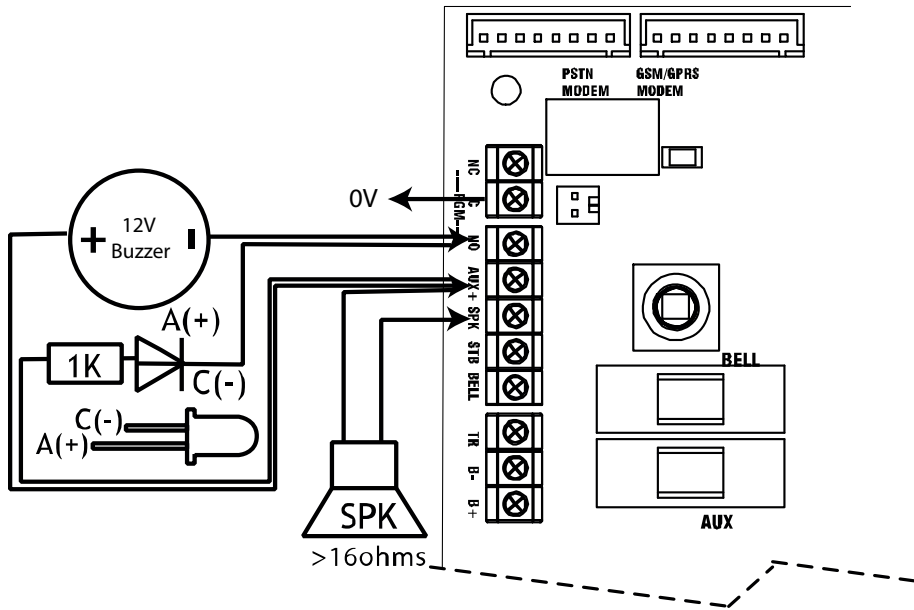 PSTN
MODEM
GSM/GPRS
MODEM
NC
C
---PGM---
NO
AUX+
SPK
STB
BELL
TR
B-
B+
0V
+
-
12V
Buzzer
A(+)
1K
C(-)
C(-)
A(+)
SPK
>16ohms
BELL
AUX